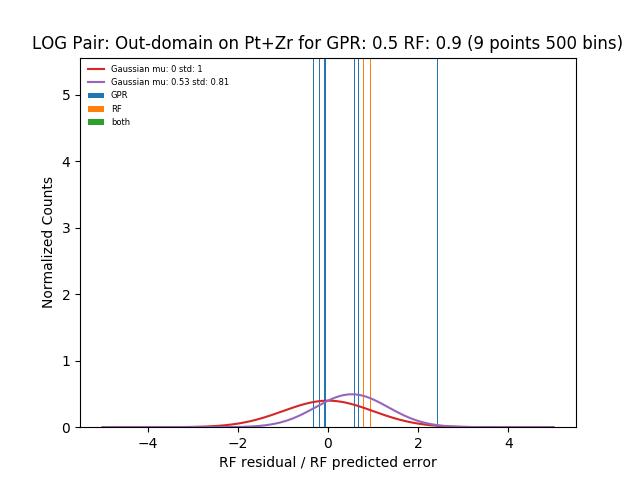 LOG Pair: Out-domain on Pt+Zr for GPR: 0.5 RF: 0.9 (9 points 500 bins)
Gaussian mu: 0 std: 1
Gaussian mu: 0.53 std: 0.81
GPR
RF
both
Normalized Counts
5
4
3
2
1
0
−4
−2
0
2
4
RF residual / RF predicted error